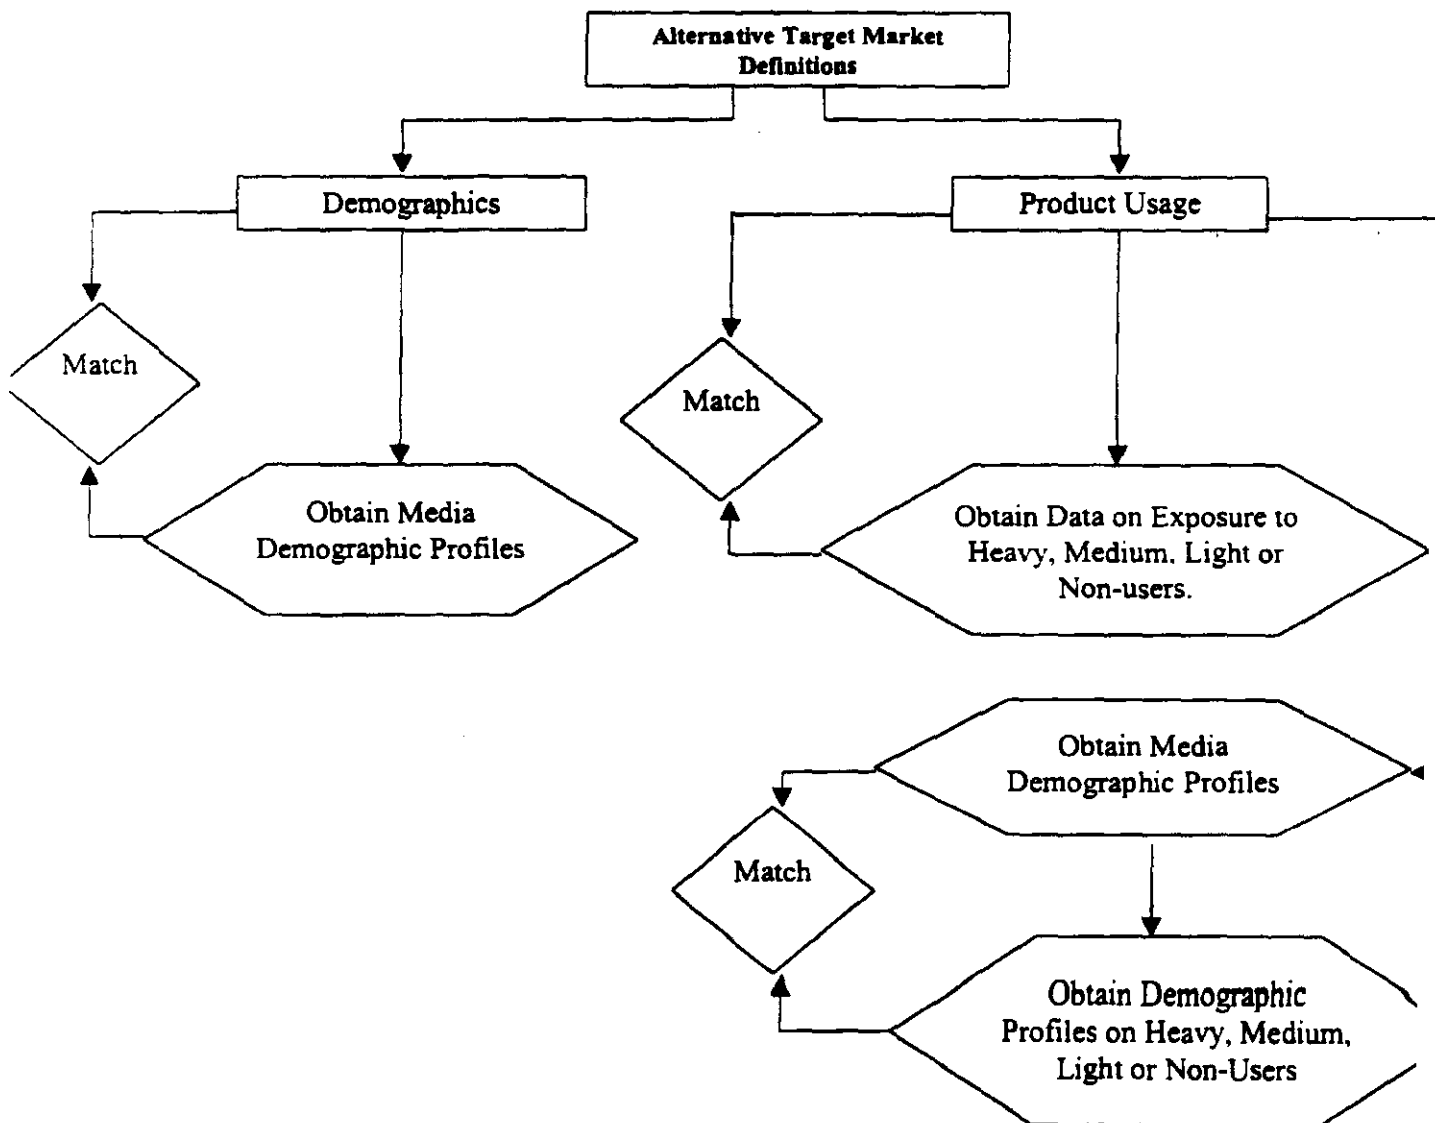 Alternative Target Market
Definitions
Demographics
Product Usage
Match
Match
Obtain Media
Demographic Profiles
Obtain Data on Exposure to
Heavy, Medium, Light or
Non-users.
Obtain Media
Demographic Profiles
Match
Obtain Demographic
Profiles on Heavy, Medium,
Light or Non-Users